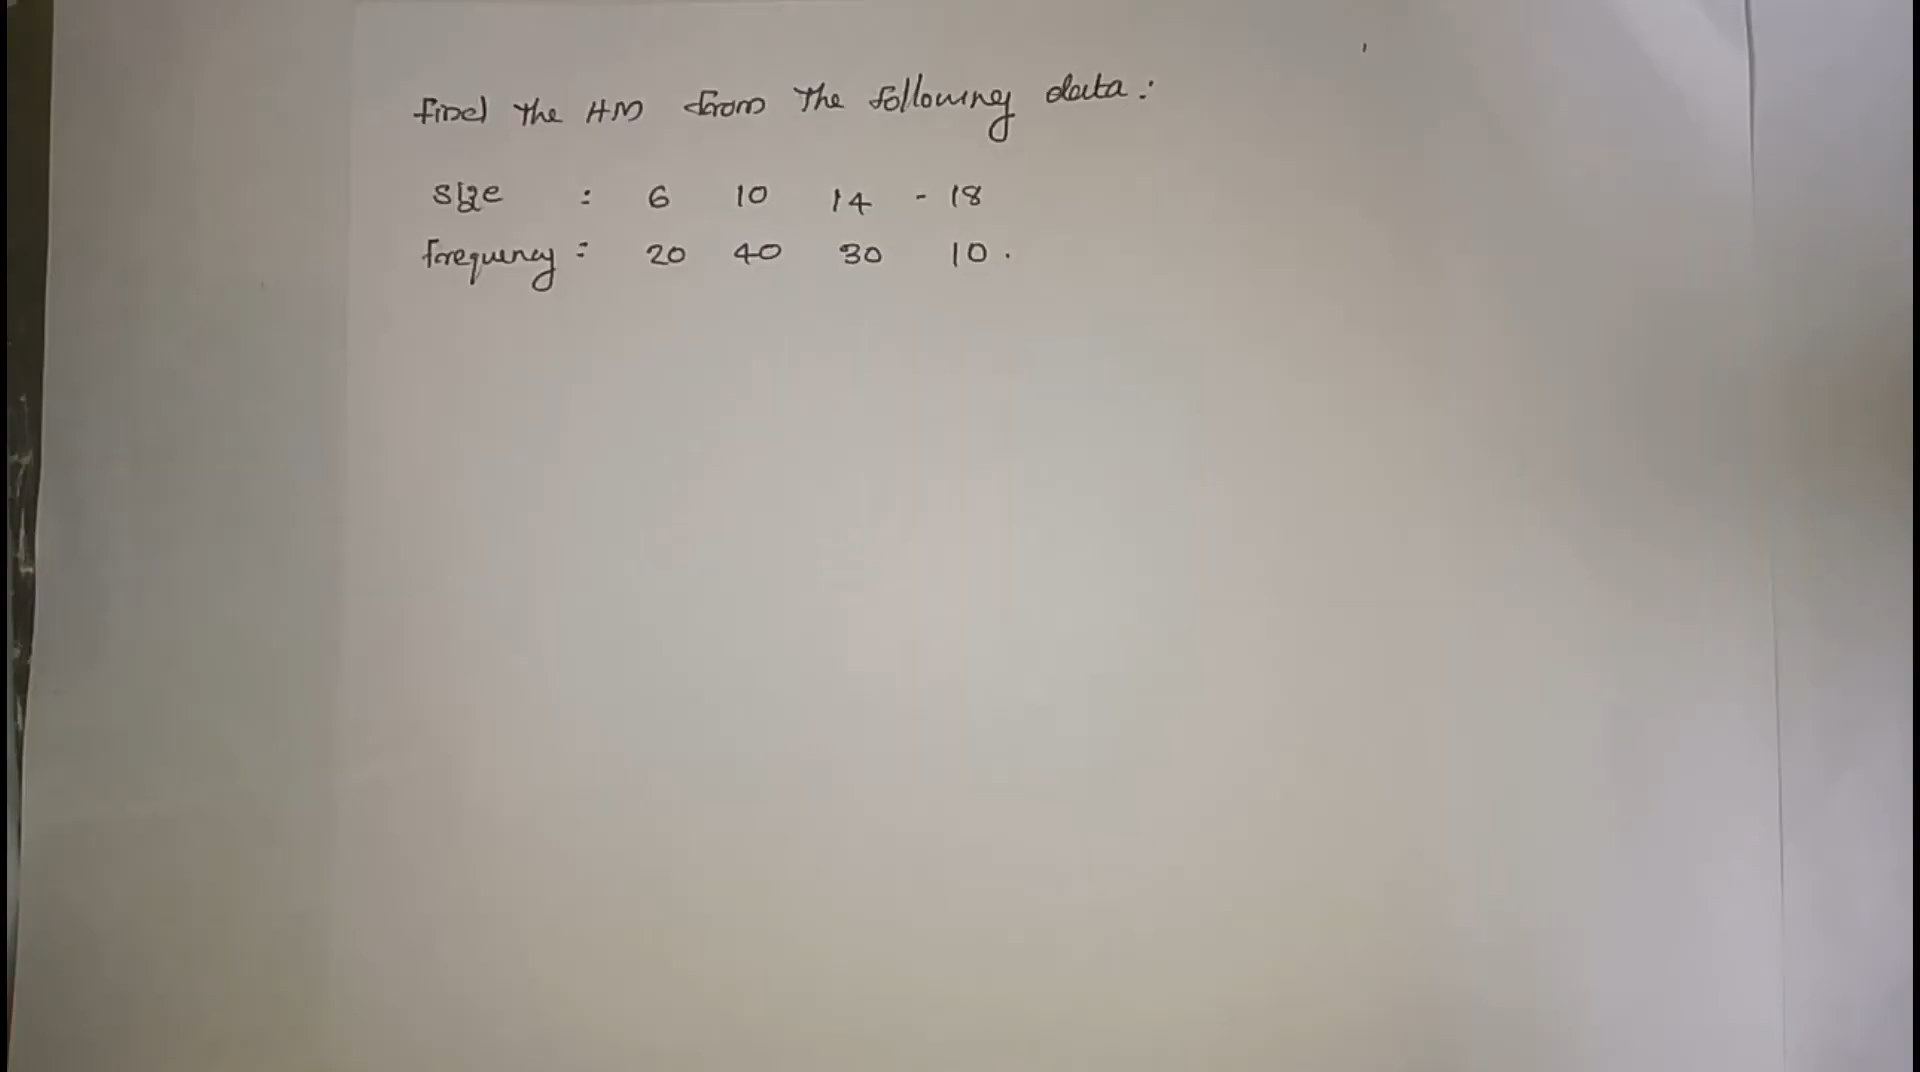 find the HM from the following data:
size : 6 10 14 - 18
frequency : 20 40 30 10.